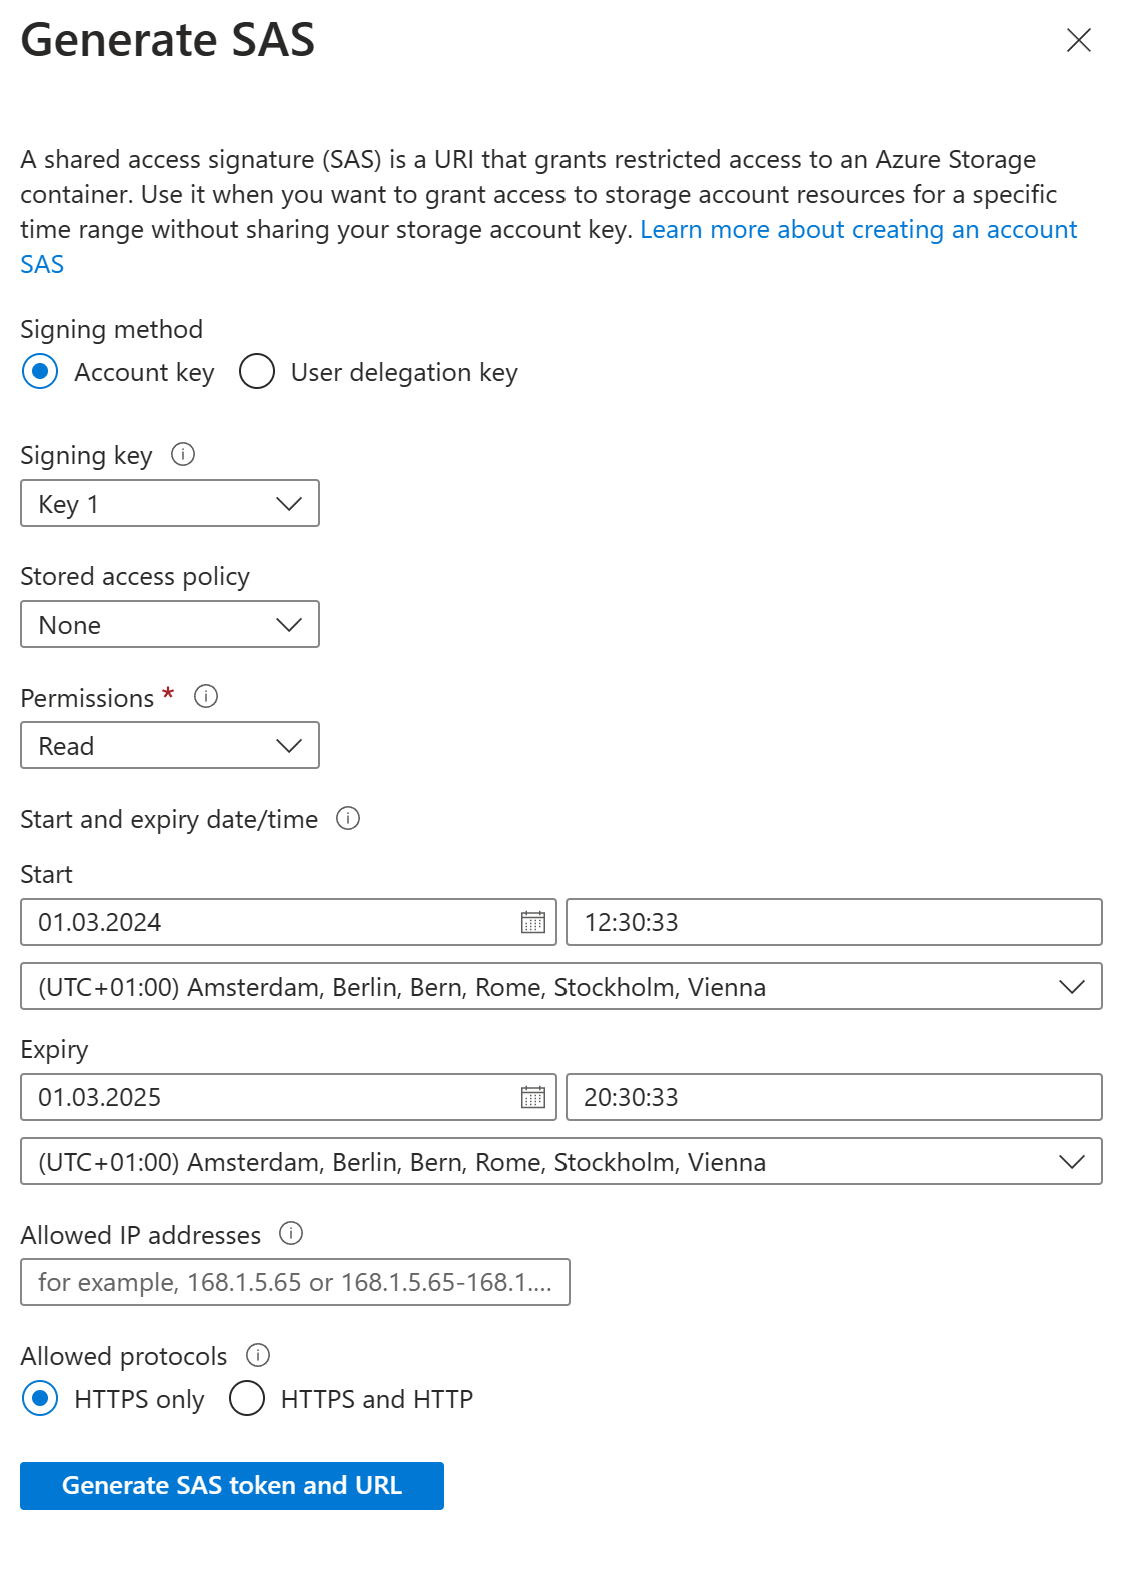 Generate SAS
A shared access signature (SAS) is a URI that grants restricted access to an Azure Storage
container. Use it when you want to grant access to storage account resources for a specific
time range without sharing your storage account key. Learn more about creating an account
SAS
Signing method
Account key User delegation key
Signing key
Key 1
Stored access policy
None
Permissions *
Read
Start and expiry date/time
Start
01.03.2024 12:30:33
(UTC+01:00) Amsterdam, Berlin, Bern, Rome, Stockholm, Vienna
Expiry
01.03.2025 20:30:33
(UTC+01:00) Amsterdam, Berlin, Bern, Rome, Stockholm, Vienna
Allowed IP addresses
for example, 168.1.5.65 or 168.1.5.65-168.1....
Allowed protocols
HTTPS only HTTPS and HTTP
Generate SAS token and URL